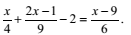 x/4 + (2x − 1)/9 − 2 = (x − 9)/6.